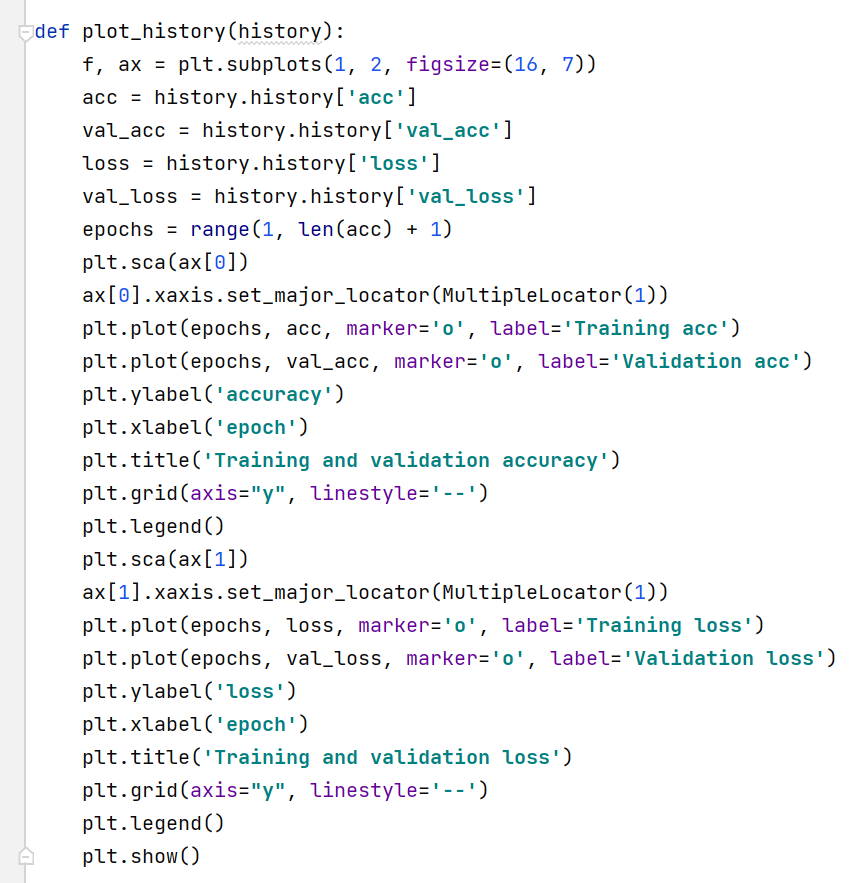 def plot_history(history):
    f, ax = plt.subplots(1, 2, figsize=(16, 7))
    acc = history.history['acc']
    val_acc = history.history['val_acc']
    loss = history.history['loss']
    val_loss = history.history['val_loss']
    epochs = range(1, len(acc) + 1)
    plt.sca(ax[0])
    ax[0].xaxis.set_major_locator(MultipleLocator(1))
    plt.plot(epochs, acc, marker='o', label='Training acc')
    plt.plot(epochs, val_acc, marker='o', label='Validation acc')
    plt.ylabel('accuracy')
    plt.xlabel('epoch')
    plt.title('Training and validation accuracy')
    plt.grid(axis="y", linestyle='--')
    plt.legend()
    plt.sca(ax[1])
    ax[1].xaxis.set_major_locator(MultipleLocator(1))
    plt.plot(epochs, loss, marker='o', label='Training loss')
    plt.plot(epochs, val_loss, marker='o', label='Validation loss')
    plt.ylabel('loss')
    plt.xlabel('epoch')
    plt.title('Training and validation loss')
    plt.grid(axis="y", linestyle='--')
    plt.legend()
    plt.show()